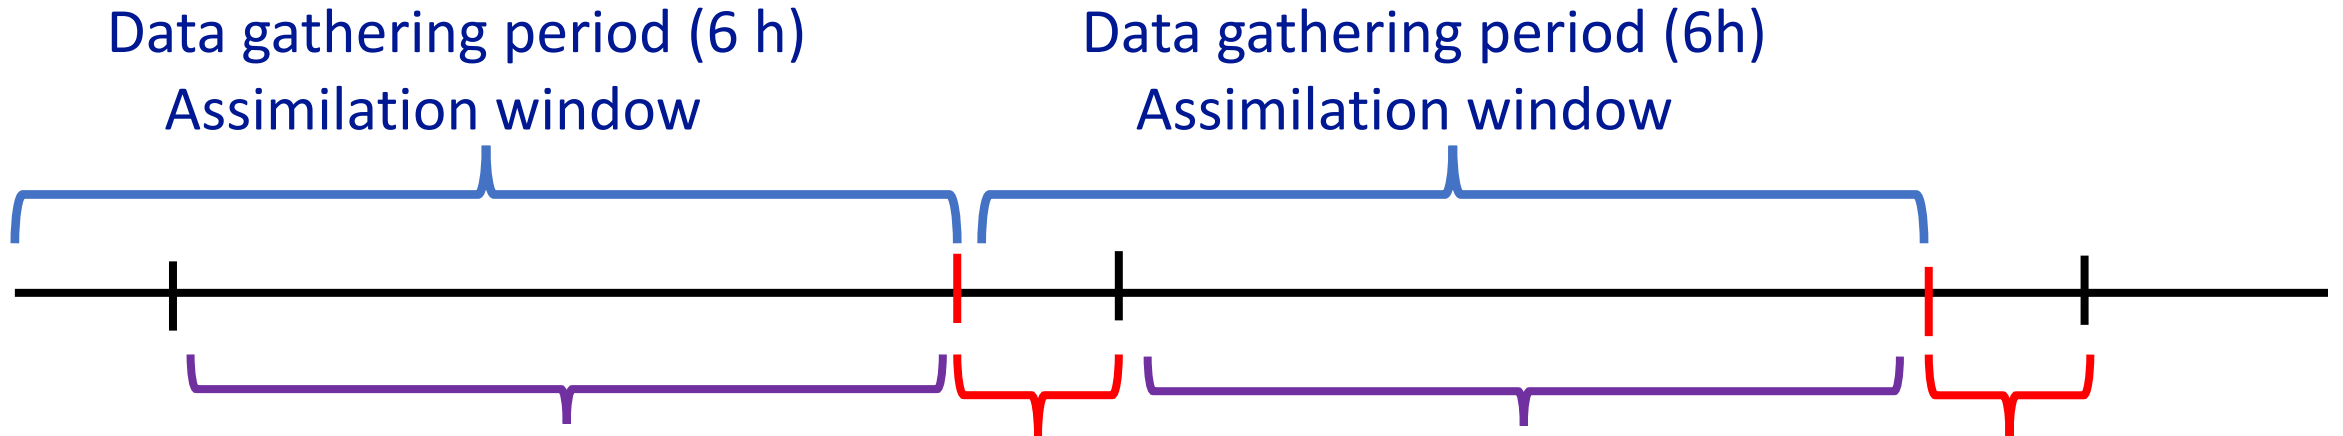 Data gathering period (6 h)
Assimilation window
Data gathering period (6h)
Assimilation window